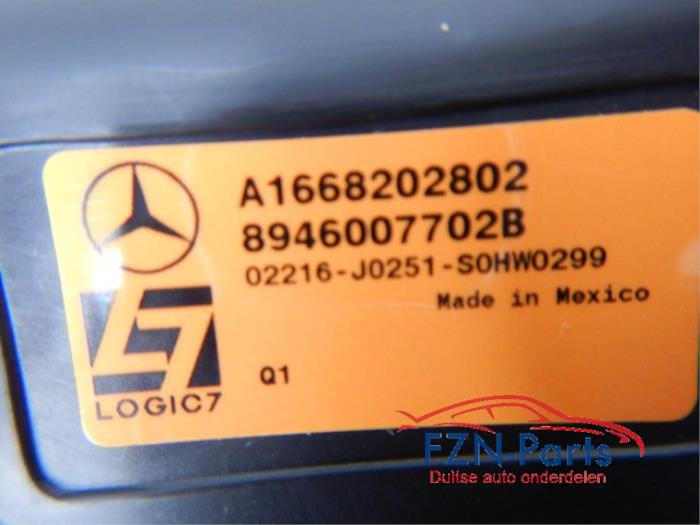 A1668202802
8946007702B
02216-J0251-S0HW0299
Made in Mexico
Q1
LOGIC7
FZN-Parts
Duitse auto onderdelen